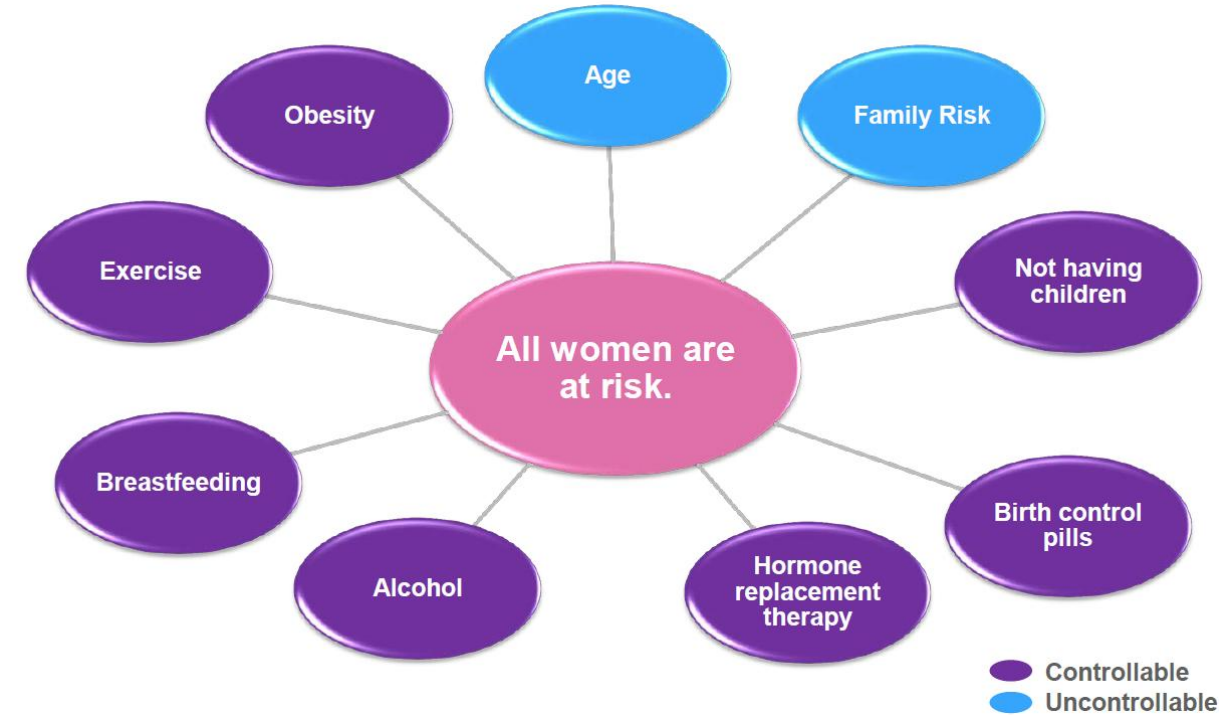 Age
Obesity
Family Risk
Exercise
Not having
children
All women are
at risk.
Breastfeeding
Birth control
pills
Alcohol
Hormone
replacement
therapy
Controllable
Uncontrollable